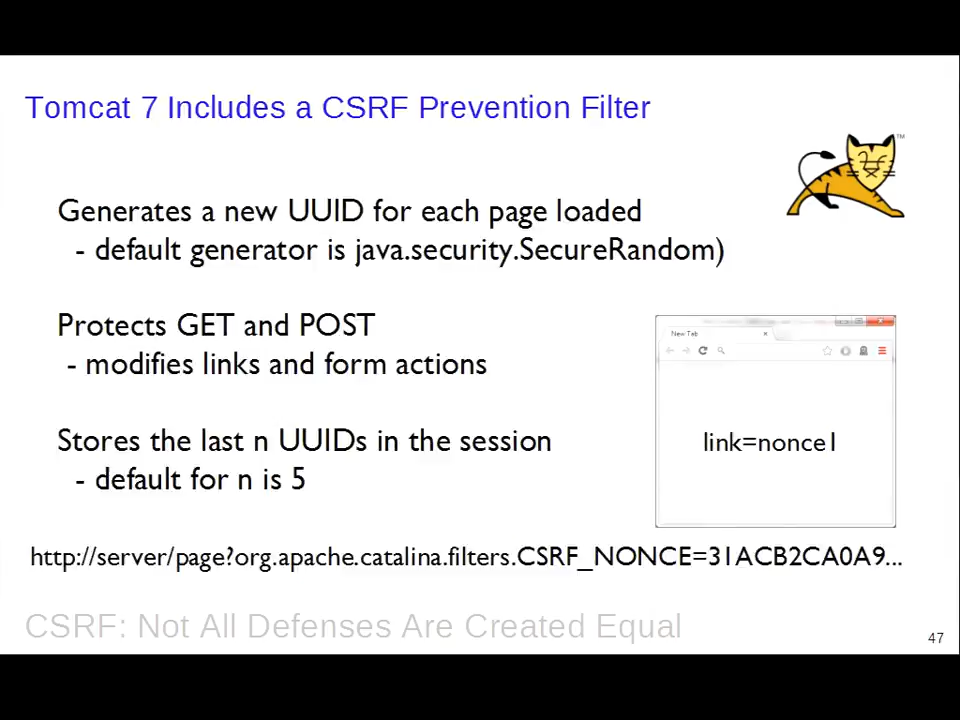 Tomcat 7 Includes a CSRF Prevention Filter
TM
Generates a new UUID for each page loaded
- default generator is java.security.SecureRandom)
Protects GET and POST
- modifies links and form actions
New Tab
Stores the last n UUIDs in the session
link=nonce1
- default for n is 5
http://server/page?org.apache.catalina.filters.CSRF_NONCE=31ACB2CA0A9...
CSRF: Not All Defenses Are Created Equal
47